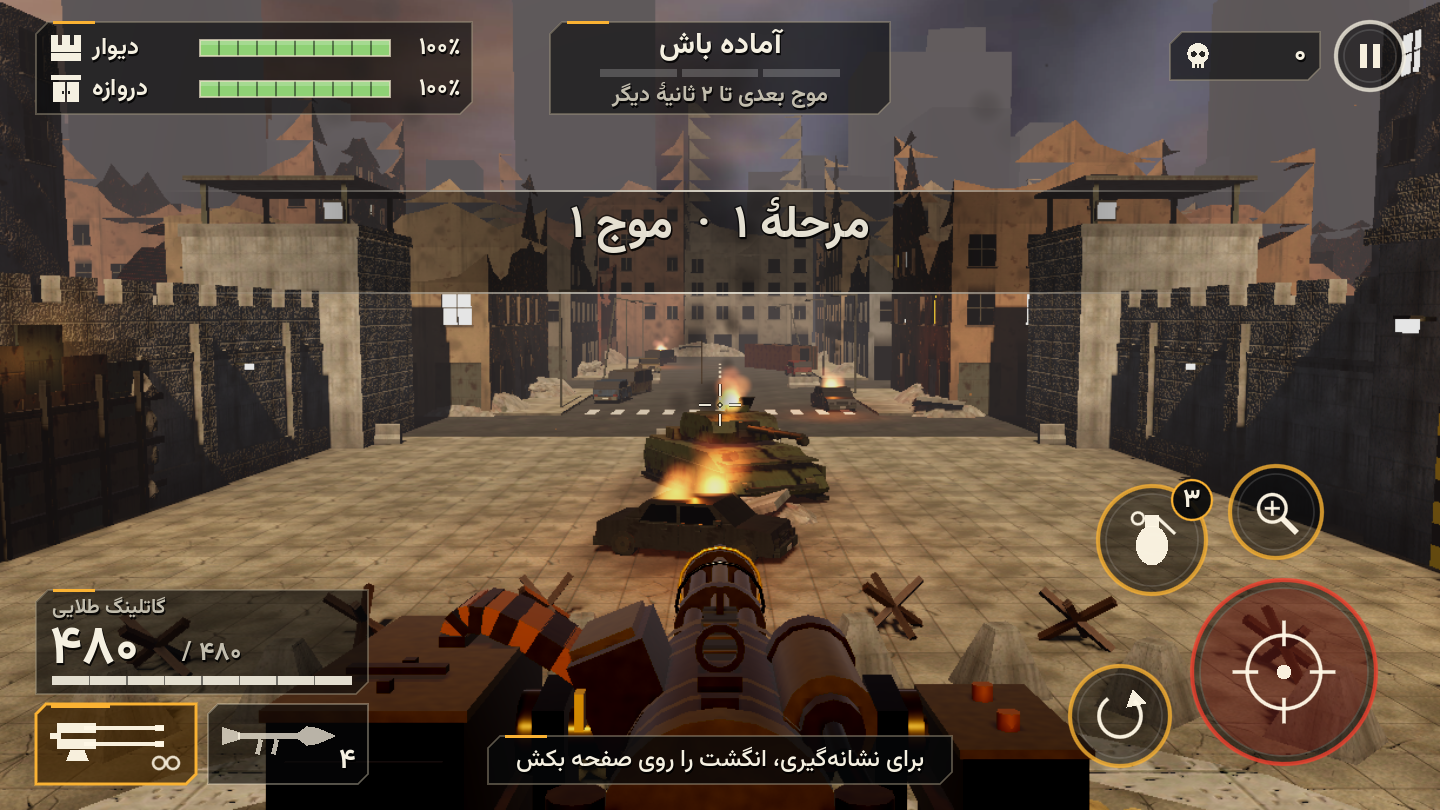 دیوار ۱۰۰٪
دروازه ۱۰۰٪
آماده باش
موج بعدی تا ۲ ثانیهٔ دیگر
۰
مرحلهٔ ۱ · موج ۱
۳
گاتلینگ طلایی
۴۸۰ / ۴۸۰
∞
۴
برای نشانه‌گیری، انگشت را روی صفحه بکش